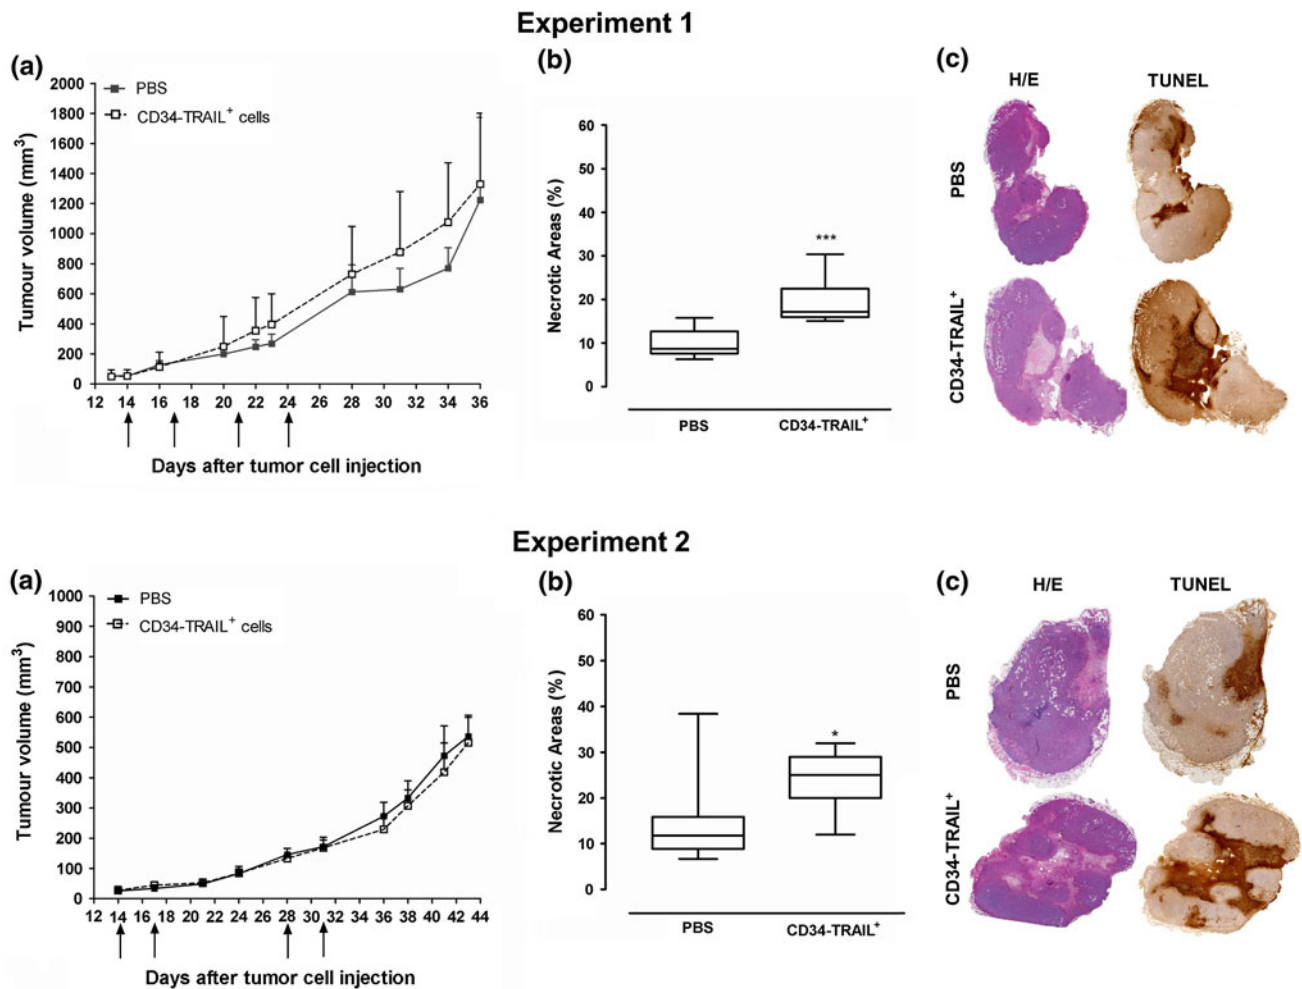 Experiment 1
(a)
PBS
CD34-TRAIL+ cells
Tumour volume (mm3)
2000
1800
1600
1400
1200
1000
800
600
400
200
0
12 14 16 18 20 22 24 26 28 30 32 34 36
Days after tumor cell injection
(b)
Necrotic Areas (%)
60
50
40
30
20
10
0
***
PBS CD34-TRAIL+
(c)
H/E TUNEL
PBS
CD34-TRAIL+
Experiment 2
(a)
PBS
CD34-TRAIL+ cells
Tumour volume (mm3)
1000
900
800
700
600
500
400
300
200
100
0
12 14 16 18 20 22 24 26 28 30 32 34 36 38 40 42 44
Days after tumor cell injection
(b)
Necrotic Areas (%)
60
50
40
30
20
10
0
*
PBS CD34-TRAIL+
(c)
H/E TUNEL
PBS
CD34-TRAIL+